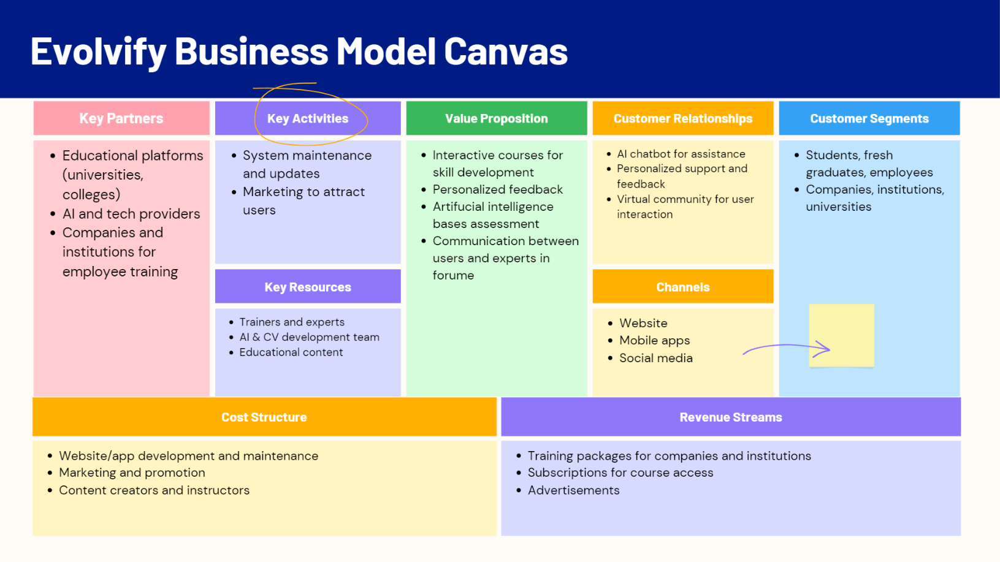 Evolvify Business Model Canvas
Key Partners
• Educational platforms
(universities,
colleges)
• AI and tech providers
• Companies and
institutions for
employee training
Key Activities
• System maintenance
and updates
• Marketing to attract
users
Key Resources
• Trainers and experts
• AI & CV development team
• Educational content
Value Proposition
• Interactive courses for
skill development
• Personalized feedback
• Artifucial intelligence
bases assessment
• Communication between
users and experts in
forume
Customer Relationships
• AI chatbot for assistance
• Personalized support and
feedback
• Virtual community for user
interaction
Channels
• Website
• Mobile apps
• Social media
Customer Segments
• Students, fresh
graduates, employees
• Companies, institutions,
universities
Cost Structure
• Website/app development and maintenance
• Marketing and promotion
• Content creators and instructors
Revenue Streams
• Training packages for companies and institutions
• Subscriptions for course access
• Advertisements